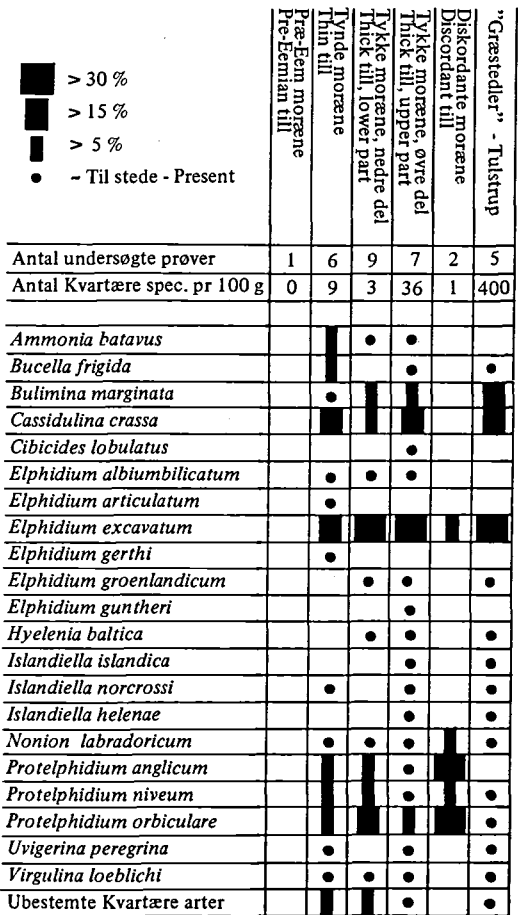 Præ-Eem moræne
Pre-Eemian till
Tynde moræne
Thin till
Tykke moræne, nedre del
Thick till, lower part
Tykke moræne, øvre del
Thick till, upper part
Diskordante moræne
Discordant till
"Græstedler" - Tulstrup
> 30 %
> 15 %
> 5 %
● – Til stede - Present
Antal undersøgte prøver 1 6 9 7 2 5
Antal Kvartære spec. pr 100 g 0 9 3 36 1 400
Ammonia batavus
Bucella frigida
Bulimina marginata
Cassidulina crassa
Cibicides lobulatus
Elphidium albiumbilicatum
Elphidium articulatum
Elphidium excavatum
Elphidium gerthi
Elphidium groenlandicum
Elphidium guntheri
Hyelenia baltica
Islandiella islandica
Islandiella norcrossi
Islandiella helenae
Nonion labradoricum
Protelphidium anglicum
Protelphidium niveum
Protelphidium orbiculare
Uvigerina peregrina
Virgulina loeblichi
Ubestemte Kvartære arter